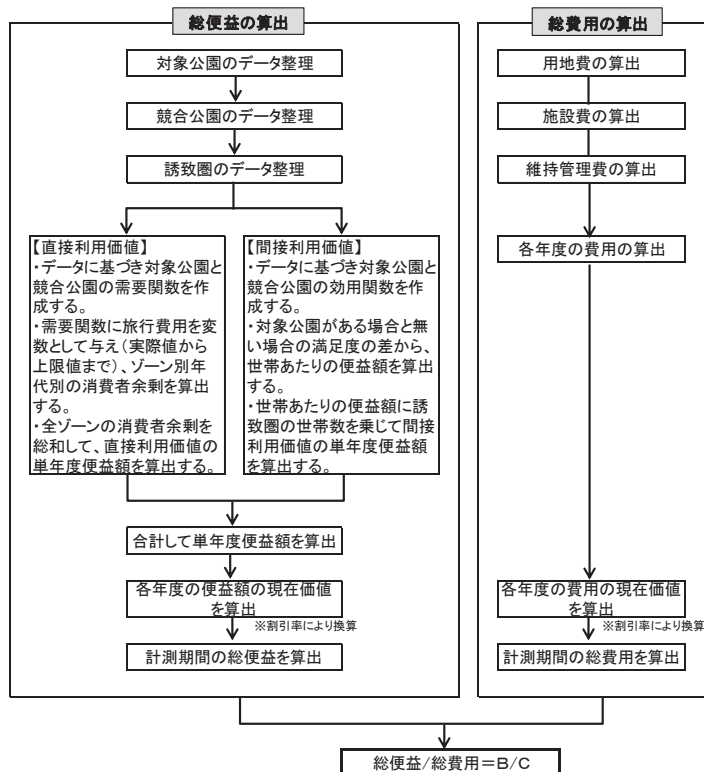 総便益の算出
対象公園のデータ整理
競合公園のデータ整理
誘致圏のデータ整理
【直接利用価値】
・データに基づき対象公園と
競合公園の需要関数を作
成する。
・需要関数に旅行費用を変
数として与え(実際値から
上限値まで)、ゾーン別年
代別の消費者余剰を算出
する。
・全ゾーンの消費者余剰を
総和して、直接利用価値の
単年度便益額を算出する。
【間接利用価値】
・データに基づき対象公園と
競合公園の効用関数を作
成する。
・対象公園がある場合と無
い場合の満足度の差から、
世帯あたりの便益額を算出
する。
・世帯あたりの便益額に誘
致圏の世帯数を乗じて間接
利用価値の単年度便益額
を算出する。
合計して単年度便益額を算出
各年度の便益額の現在価値
を算出
※割引率により換算
計測期間の総便益を算出
総費用の算出
用地費の算出
施設費の算出
維持管理費の算出
各年度の費用の算出
各年度の費用の現在価値
を算出
※割引率により換算
計測期間の総費用を算出
総便益/総費用=B/C